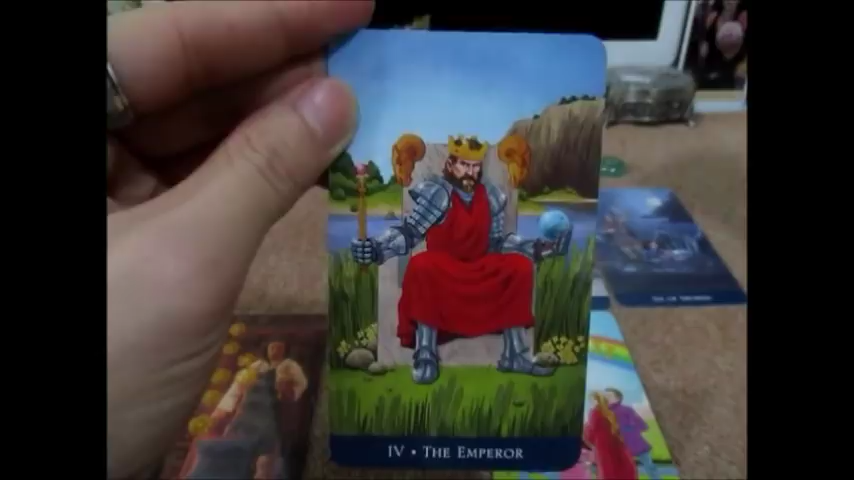 IV • THE EMPEROR